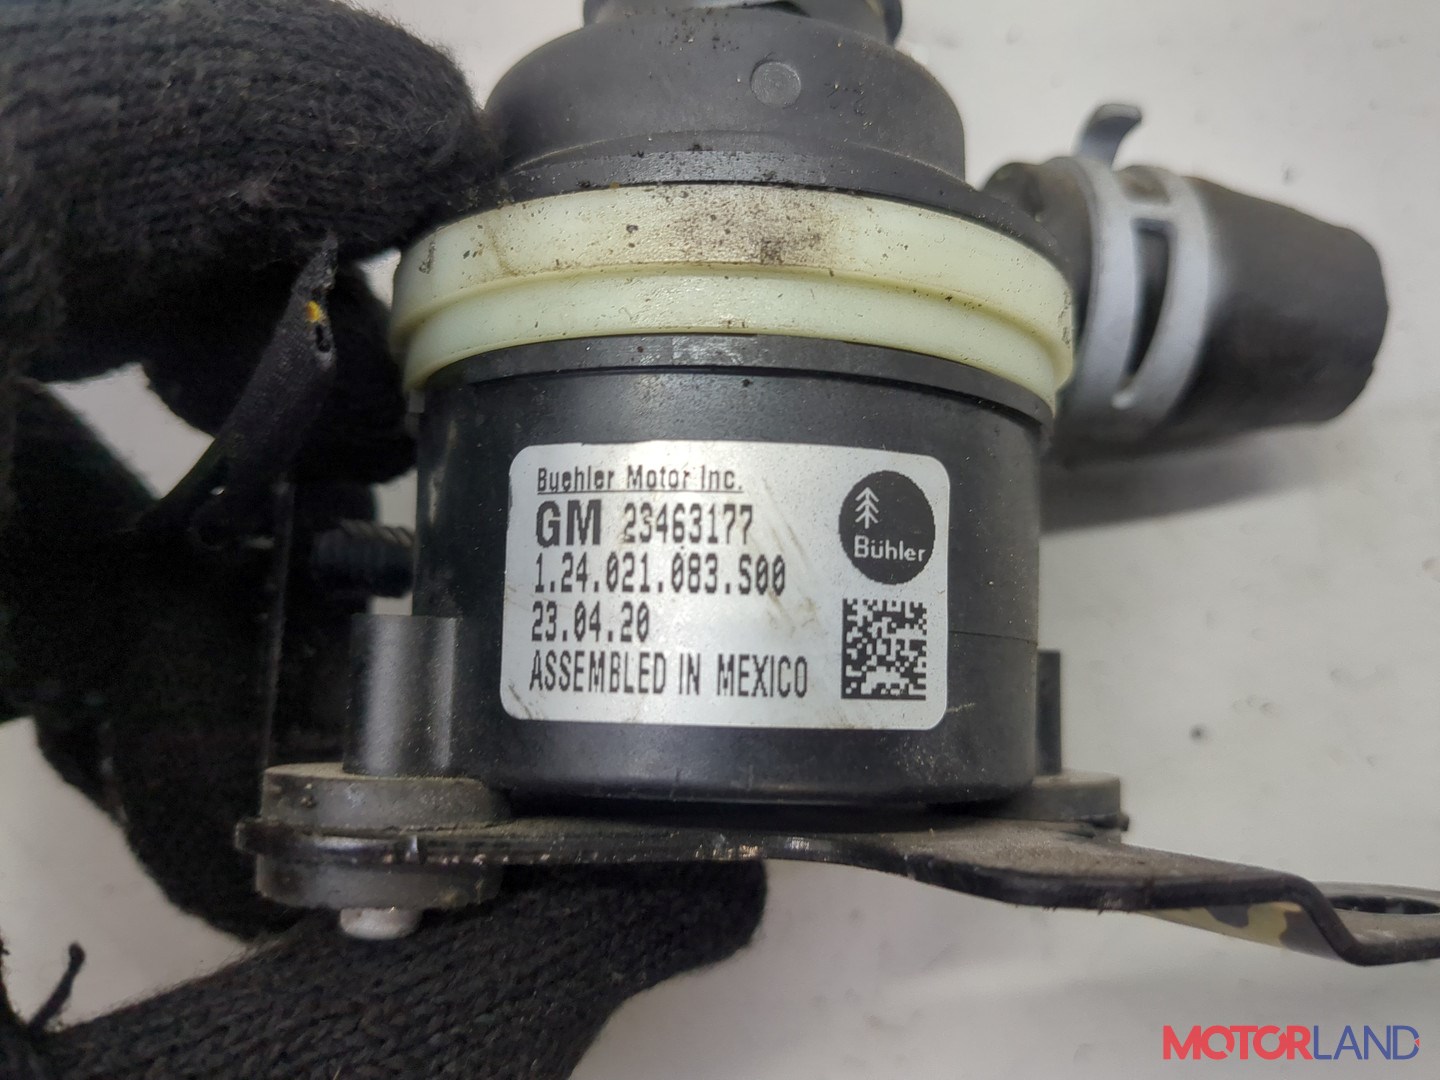 Buehler Motor Inc.
GM 23463177
1.24.021.083.S00
23.04.20
ASSEMBLED IN MEXICO
Bühler
MOTORLAND